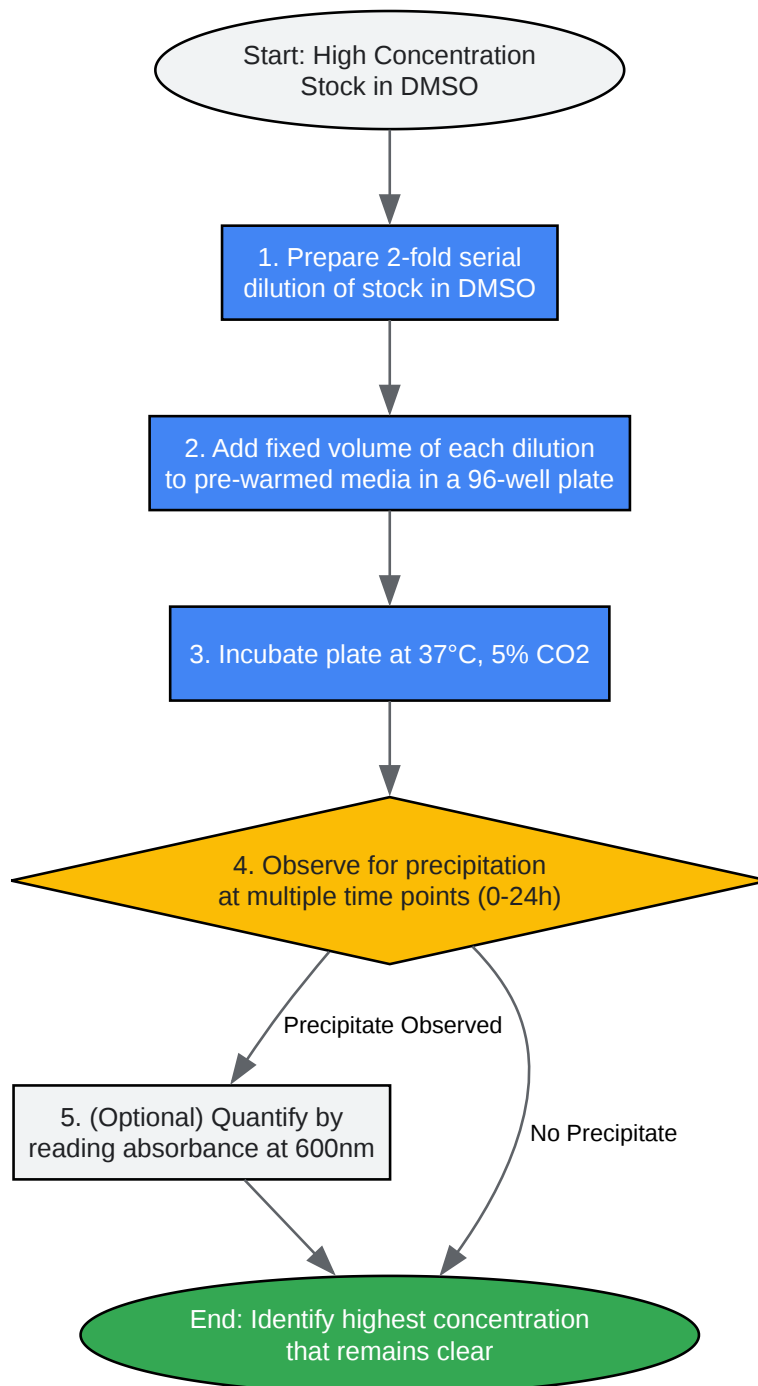 Start: High Concentration
Stock in DMSO
1. Prepare 2-fold serial
dilution of stock in DMSO
2. Add fixed volume of each dilution
to pre-warmed media in a 96-well plate
3. Incubate plate at 37°C, 5% CO2
4. Observe for precipitation
at multiple time points (0-24h)
Precipitate Observed
5. (Optional) Quantify by
reading absorbance at 600nm
No Precipitate
End: Identify highest concentration
that remains clear